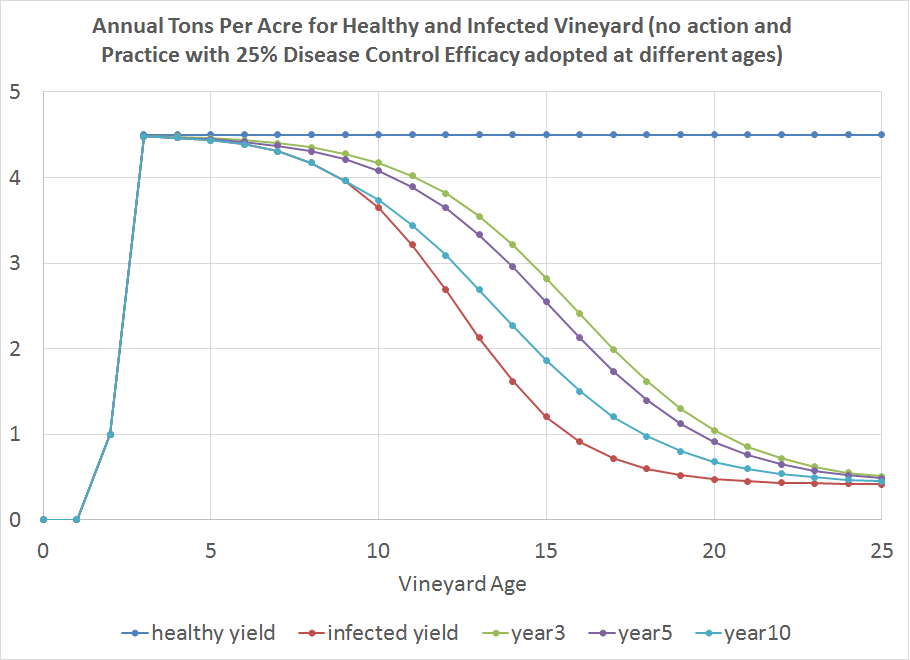 Annual Tons Per Acre for Healthy and Infected Vineyard (no action and
Practice with 25% Disease Control Efficacy adopted at different ages)
5
4
3
2
1
0
0 5 10 15 20 25
Vineyard Age
healthy yield infected yield year3 year5 year10